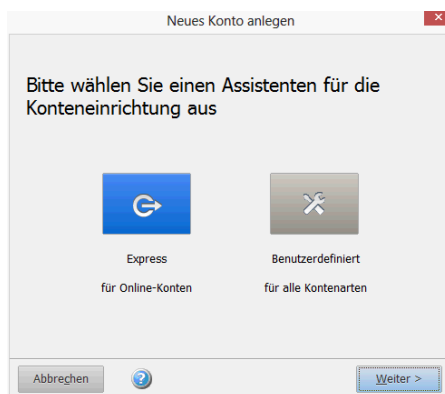 Neues Konto anlegen
Bitte wählen Sie einen Assistenten für die
Konteneinrichtung aus
Express
Benutzerdefiniert
für Online-Konten
für alle Kontenarten
Abbrechen
Weiter >